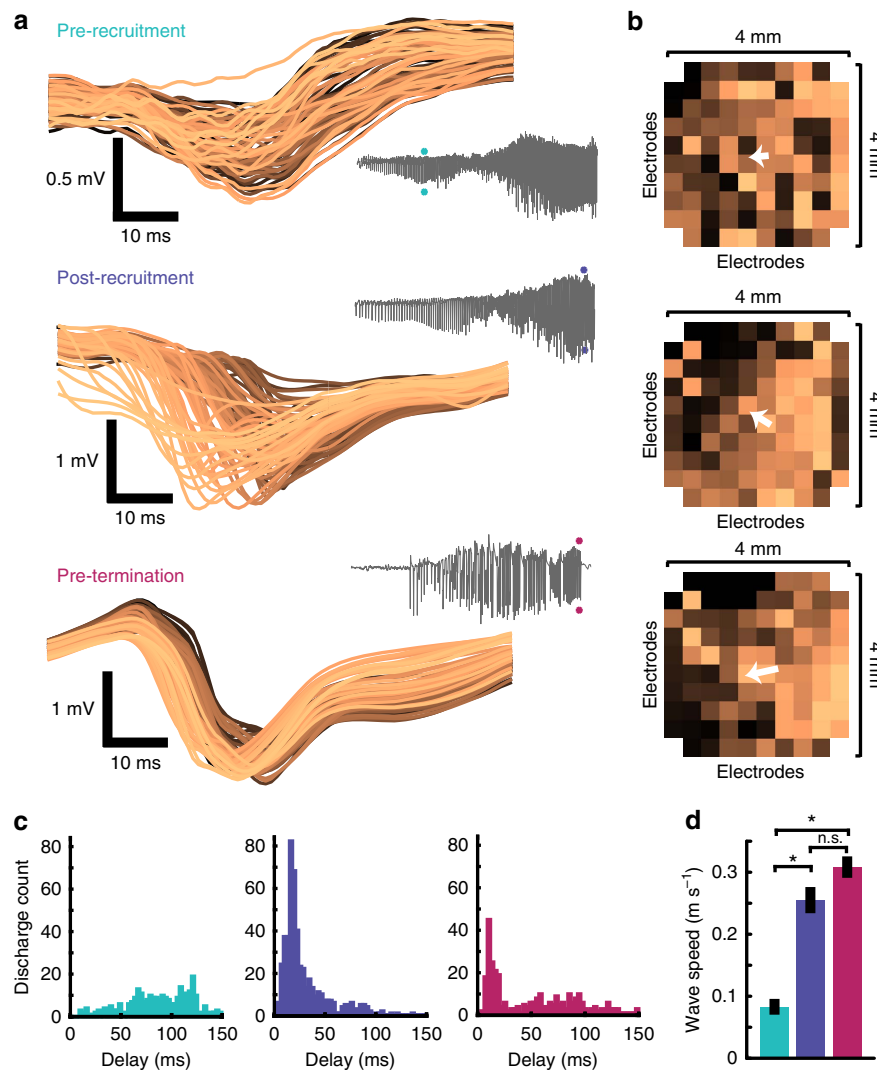 a
Pre-recruitment
0.5 mV
10 ms
Post-recruitment
1 mV
10 ms
Pre-termination
1 mV
10 ms
b
4 mm
Electrodes
4 mm
Electrodes
4 mm
Electrodes
4 mm
Electrodes
4 mm
Electrodes
4 mm
Electrodes
c
Discharge count
80
60
40
20
0
0 50 100 150
Delay (ms)
80
60
40
20
0
0 50 100 150
Delay (ms)
80
60
40
20
0
0 50 100 150
Delay (ms)
d
Wave speed (m s−1)
0.3
0.2
0.1
0
*
n.s.
*